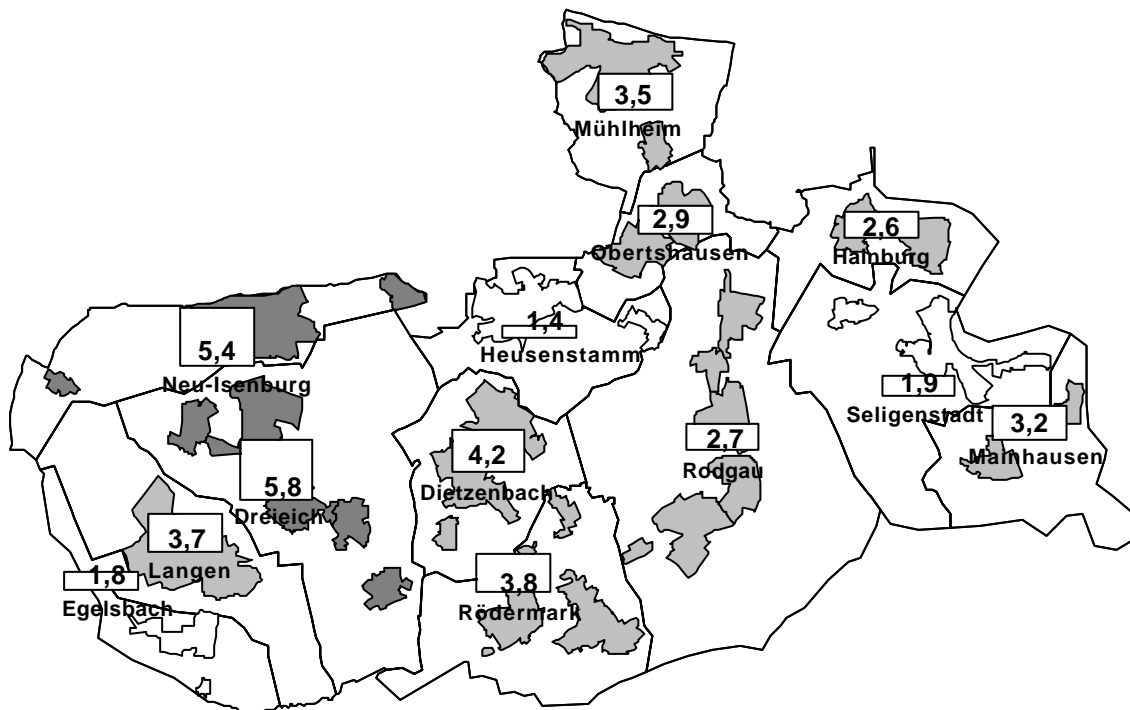 3,5
Mühlheim
2,9
Obertshausen
2,6
Hainburg
1,4
Heusenstamm
5,4
Neu-Isenburg
1,9
Seligenstadt
3,2
Mainhausen
2,7
Rodgau
4,2
Dietzenbach
5,8
Dreieich
3,7
Langen
1,8
Egelsbach
3,8
Rödermark